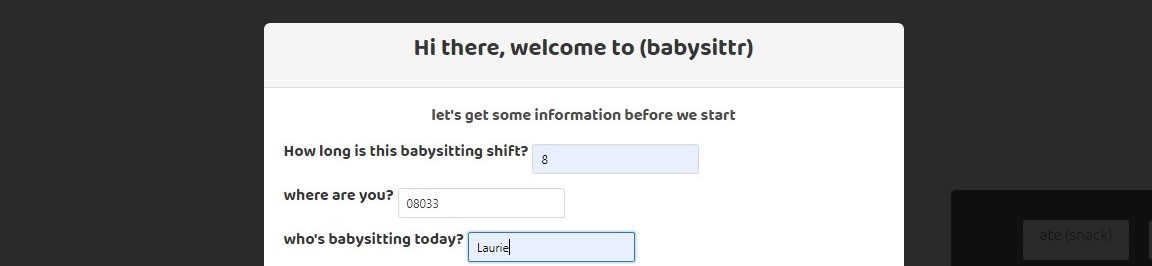 Hi there, welcome to (babysittr)
let's get some information before we start
How long is this babysitting shift? 8
where are you? 08033
who's babysitting today? Laurie
ate (snack)